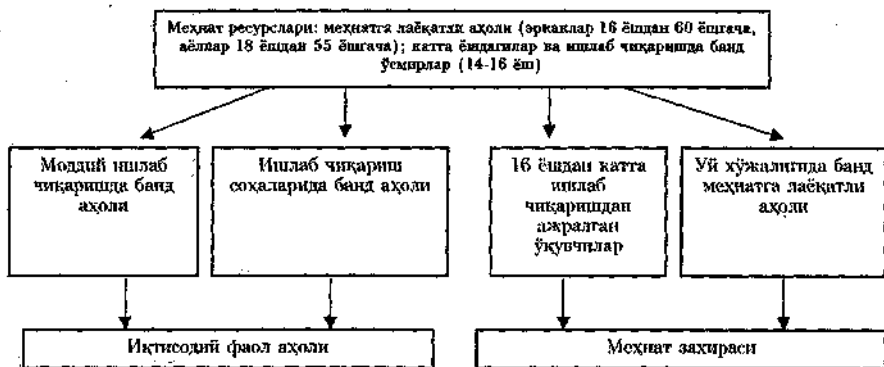 Меҳнат ресурслари: меҳнатга лаёқатли аҳоли (эркаклар 16 ёшдан 60 ёшгача,
аёллар 18 ёшдан 55 ёшгача); катта ёшдагилар ва ишлаб чиқаришда банд
ўсмирлар (14-16 ёш)
Моддий ишлаб
чиқаришда банд
аҳоли
Ишлаб чиқариш
соҳаларида банд аҳоли
16 ёшдан катта
ишлаб
чиқаришдан
ажралган
ўқувчилар
Уй хўжалигида банд
меҳнатга лаёқатли
аҳоли
Иқтисодий фаол аҳоли
Меҳнат захираси